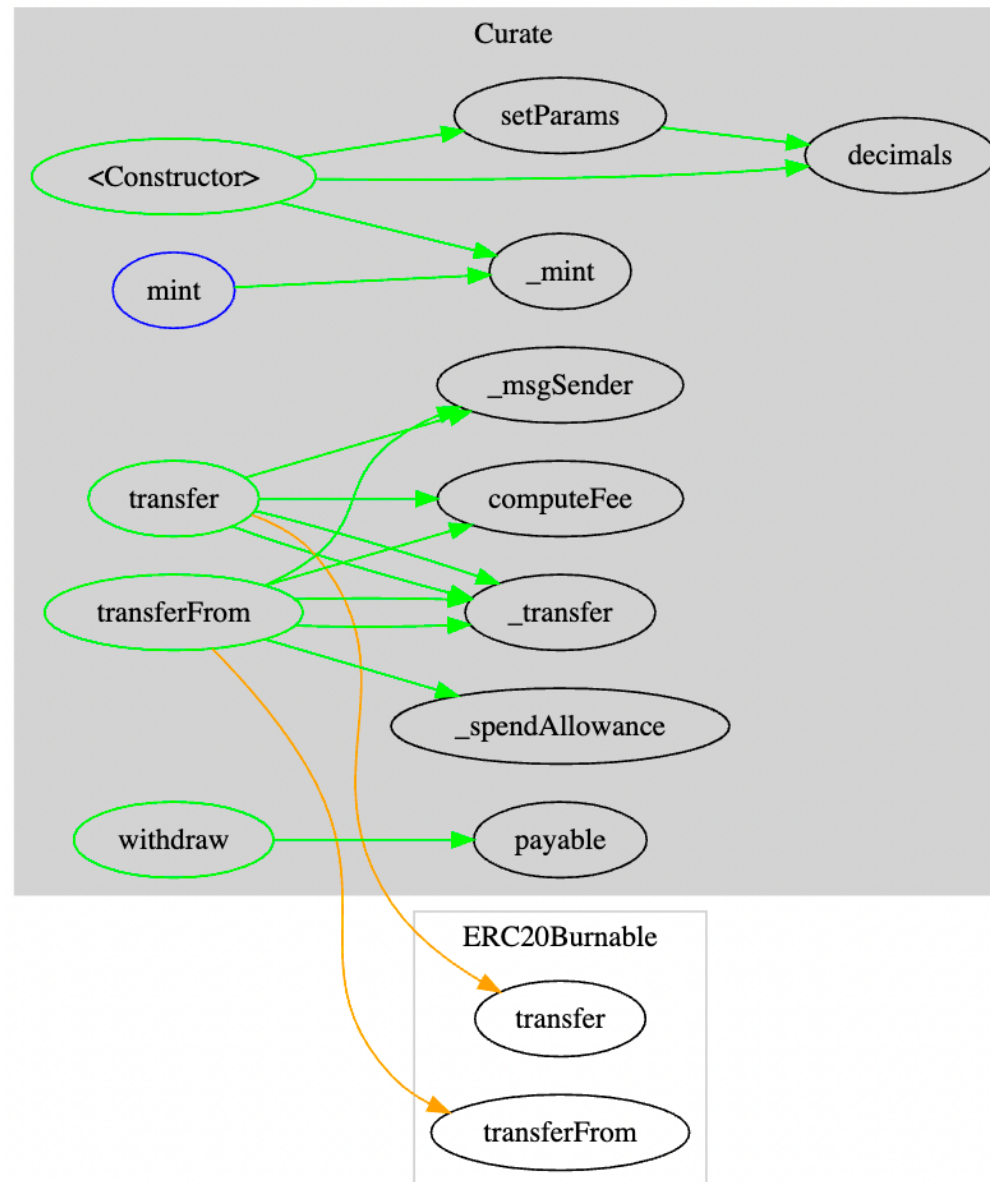 Curate
setParams
decimals
<Constructor>
_mint
mint
_msgSender
transfer
computeFee
transferFrom
_transfer
_spendAllowance
withdraw
payable
ERC20Burnable
transfer
transferFrom